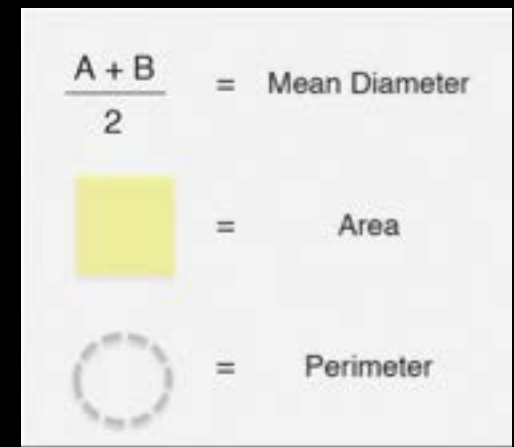 A + B
2
= Mean Diameter
= Area
= Perimeter